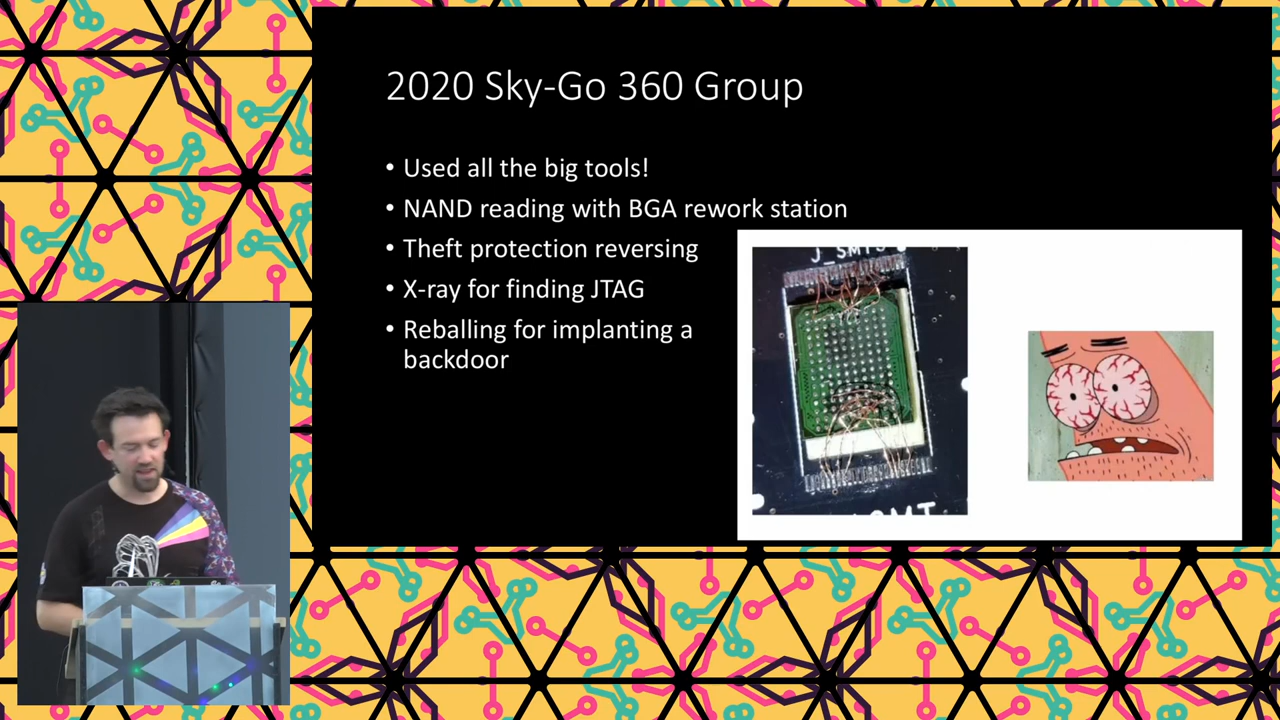 2020 Sky-Go 360 Group
• Used all the big tools!
• NAND reading with BGA rework station
• Theft protection reversing
• X-ray for finding JTAG
• Reballing for implanting a
backdoor